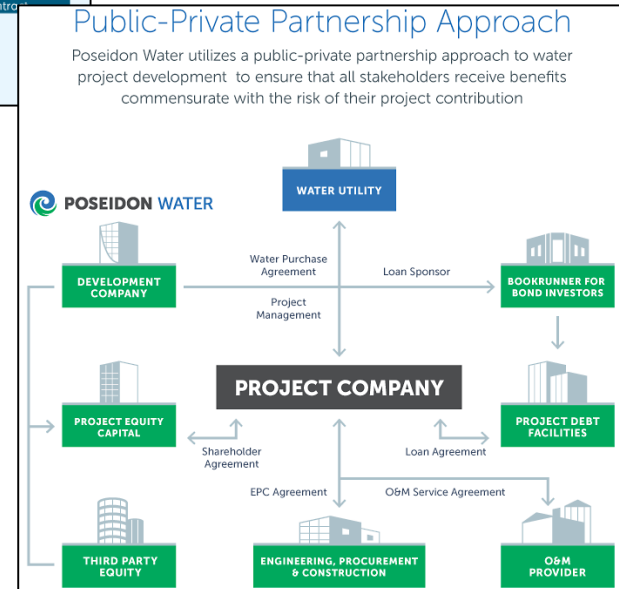 Public-Private Partnership Approach
Poseidon Water utilizes a public-private partnership approach to water
project development to ensure that all stakeholders receive benefits
commensurate with the risk of their project contribution
WATER UTILITY
POSEIDON WATER
DEVELOPMENT
COMPANY
Water Purchase
Agreement
Loan Sponsor
BOOKRUNNER FOR
BOND INVESTORS
Project
Management
PROJECT COMPANY
PROJECT EQUITY
CAPITAL
PROJECT DEBT
FACILITIES
Shareholder
Agreement
Loan Agreement
EPC Agreement
O&M Service Agreement
THIRD PARTY
EQUITY
ENGINEERING, PROCUREMENT
& CONSTRUCTION
O&M
PROVIDER